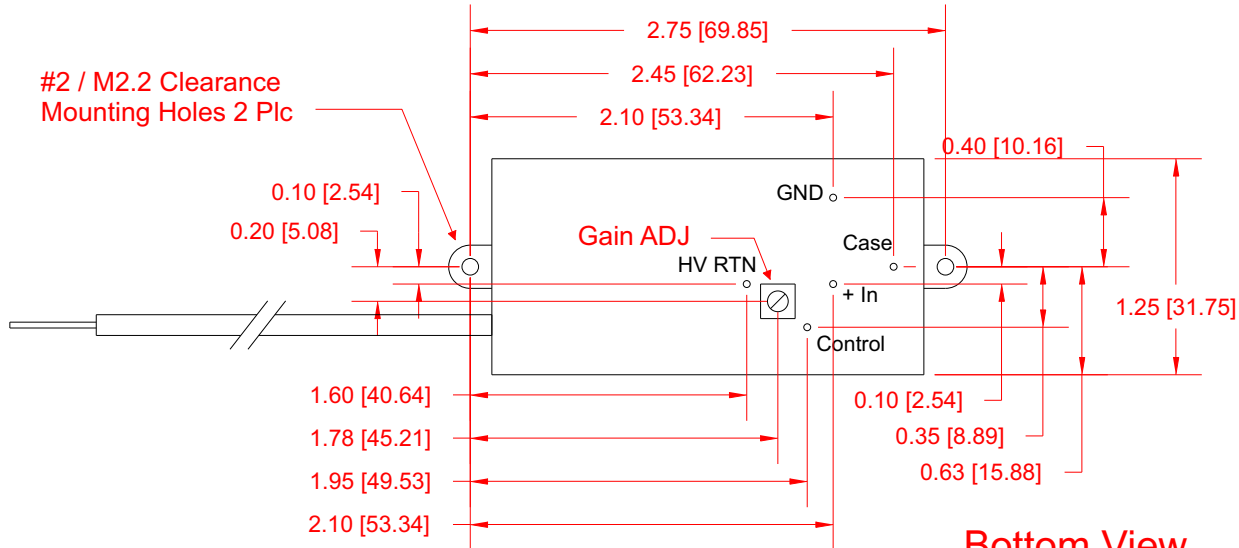 2.75 [69.85]
#2 / M2.2 Clearance
Mounting Holes 2 Plc
2.45 [62.23]
2.10 [53.34]
0.40 [10.16]
0.10 [2.54]
GND
0.20 [5.08]
Gain ADJ
Case
HV RTN
+ In
1.25 [31.75]
Control
1.60 [40.64]
0.10 [2.54]
1.78 [45.21]
0.35 [8.89]
0.63 [15.88]
1.95 [49.53]
2.10 [53.34]
Bottom View